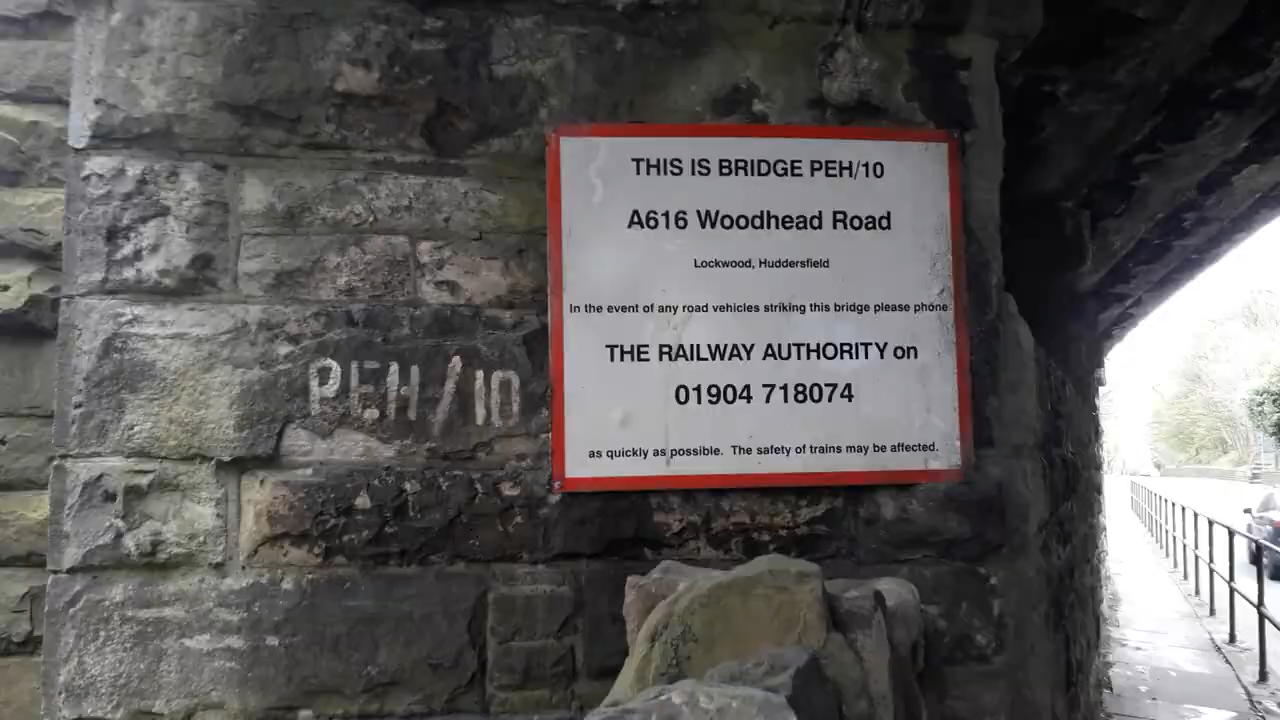 THIS IS BRIDGE PEH/10
A616 Woodhead Road
Lockwood, Huddersfield
In the event of any road vehicles striking this bridge please phone
THE RAILWAY AUTHORITY on
01904 718074
as quickly as possible. The safety of trains may be affected.
PEH/10